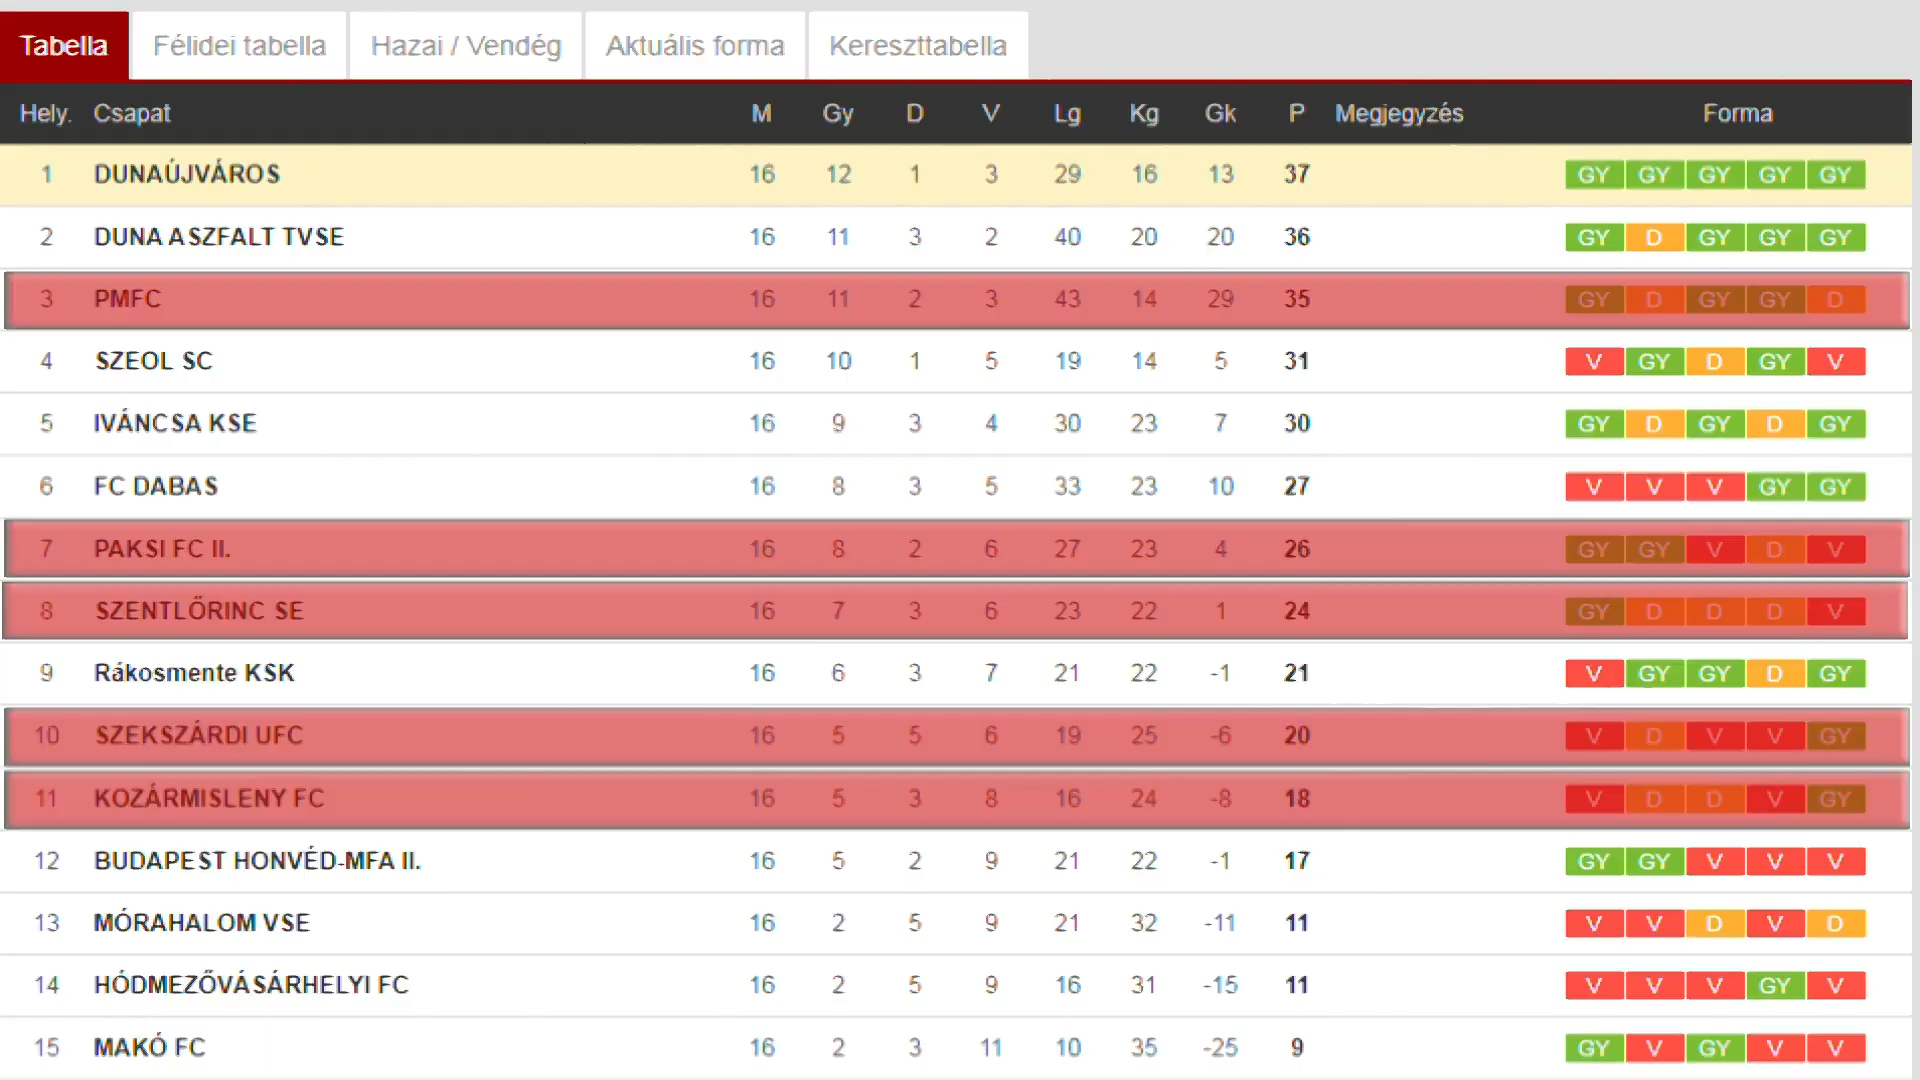 Tabella Félidei tabella Hazai / Vendég Aktuális forma Kereszttabella
Hely. Csapat M Gy D V Lg Kg Gk P Megjegyzés Forma
1 DUNAÚJVÁROS 16 12 1 3 29 16 13 37 GY GY GY GY GY
2 DUNA ASZFALT TVSE 16 11 3 2 40 20 20 36 GY D GY GY GY
3 PMFC 16 11 2 3 43 14 29 35 GY D GY GY D
4 SZEOL SC 16 10 1 5 19 14 5 31 V GY D GY V
5 IVÁNCSA KSE 16 9 3 4 30 23 7 30 GY D GY D GY
6 FC DABAS 16 8 3 5 33 23 10 27 V V V GY GY
7 PAKSI FC II. 16 8 2 6 27 23 4 26 GY GY V D V
8 SZENTLŐRINC SE 16 7 3 6 23 22 1 24 GY D D D V
9 Rákosmente KSK 16 6 3 7 21 22 -1 21 V GY GY D GY
10 SZEKSZÁRDI UFC 16 5 5 6 19 25 -6 20 V D V V GY
11 KOZÁRMISLENY FC 16 5 3 8 16 24 -8 18 V D D V GY
12 BUDAPEST HONVÉD-MFA II. 16 5 2 9 21 22 -1 17 GY GY V V V
13 MÓRAHALOM VSE 16 2 5 9 21 32 -11 11 V V D V D
14 HÓDMEZŐVÁSÁRHELYI FC 16 2 5 9 16 31 -15 11 V V V GY V
15 MAKÓ FC 16 2 3 11 10 35 -25 9 GY V GY V V